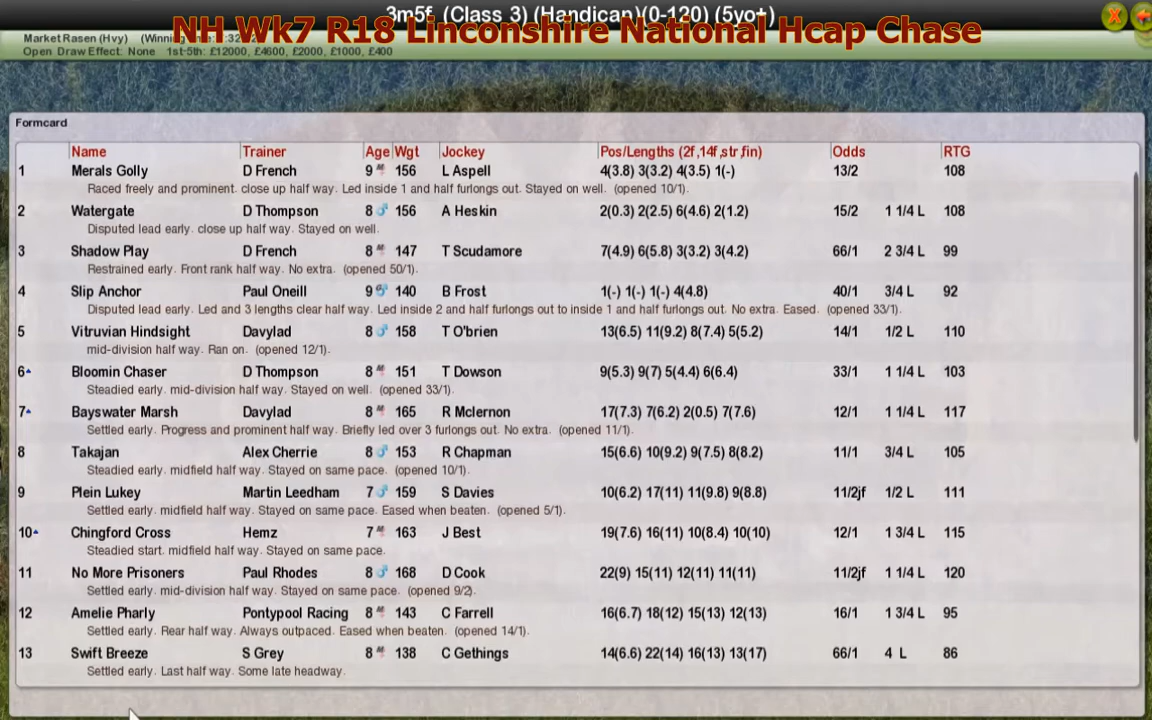 3m5f, (Class 3) (Handicap)(0-120) (5yo+)
NH Wk7 R18 Linconshire National Hcap Chase
Market Rasen (Hvy) (Winning
Open Draw Effect: None 1st-5th: £12000, £4600, £2000, £1000, £400
Formcard
Name Trainer Age Wgt Jockey Pos/Lengths (2f,14f,str,fin) Odds RTG
1 Merals Golly D French 9 156 L Aspell 4(3.8) 3(3.2) 4(3.5) 1(-) 13/2 108
Raced freely and prominent. close up half way. Led inside 1 and half furlongs out. Stayed on well. (opened 10/1).
2 Watergate D Thompson 8 156 A Heskin 2(0.3) 2(2.5) 6(4.6) 2(1.2) 15/2 1 1/4 L 108
Disputed lead early. close up half way. Stayed on well.
3 Shadow Play D French 8 147 T Scudamore 7(4.9) 6(5.8) 3(3.2) 3(4.2) 66/1 2 3/4 L 99
Restrained early. Front rank half way. No extra. (opened 50/1).
4 Slip Anchor Paul Oneill 9 140 B Frost 1(-) 1(-) 1(-) 4(4.8) 40/1 3/4 L 92
Disputed lead early. Led and 3 lengths clear half way. Led inside 2 and half furlongs out to inside 1 and half furlongs out. No extra. Eased. (opened 33/1).
5 Vitruvian Hindsight Davylad 8 158 T O'brien 13(6.5) 11(9.2) 8(7.4) 5(5.2) 14/1 1/2 L 110
mid-division half way. Ran on. (opened 12/1).
6 Bloomin Chaser D Thompson 8 151 T Dowson 9(5.3) 9(7) 5(4.4) 6(6.4) 33/1 1 1/4 L 103
Steadied early. mid-division half way. Stayed on well. (opened 33/1).
7 Bayswater Marsh Davylad 8 165 R Mclernon 17(7.3) 7(6.2) 2(0.5) 7(7.6) 12/1 1 1/4 L 117
Settled early. Progress and prominent half way. Briefly led over 3 furlongs out. No extra. (opened 11/1).
8 Takajan Alex Cherrie 8 153 R Chapman 15(6.6) 10(9.2) 9(7.5) 8(8.2) 11/1 3/4 L 105
Steadied early. midfield half way. Stayed on same pace. (opened 10/1).
9 Plein Lukey Martin Leedham 7 159 S Davies 10(6.2) 17(11) 11(9.8) 9(8.8) 11/2jf 1/2 L 111
Settled early. midfield half way. Stayed on same pace. Eased when beaten. (opened 5/1).
10 Chingford Cross Hemz 7 163 J Best 19(7.6) 16(11) 10(8.4) 10(10) 12/1 1 3/4 L 115
Steadied start. midfield half way. Stayed on same pace.
11 No More Prisoners Paul Rhodes 8 168 D Cook 22(9) 15(11) 12(11) 11(11) 11/2jf 1 1/4 L 120
Settled early. mid-division half way. Stayed on same pace. (opened 9/2).
12 Amelie Pharly Pontypool Racing 8 143 C Farrell 16(6.7) 18(12) 15(13) 12(13) 16/1 1 3/4 L 95
Settled early. Rear half way. Always outpaced. Eased when beaten. (opened 14/1).
13 Swift Breeze S Grey 8 138 C Gethings 14(6.6) 22(14) 16(13) 13(17) 66/1 4 L 86
Settled early. Last half way. Some late headway.